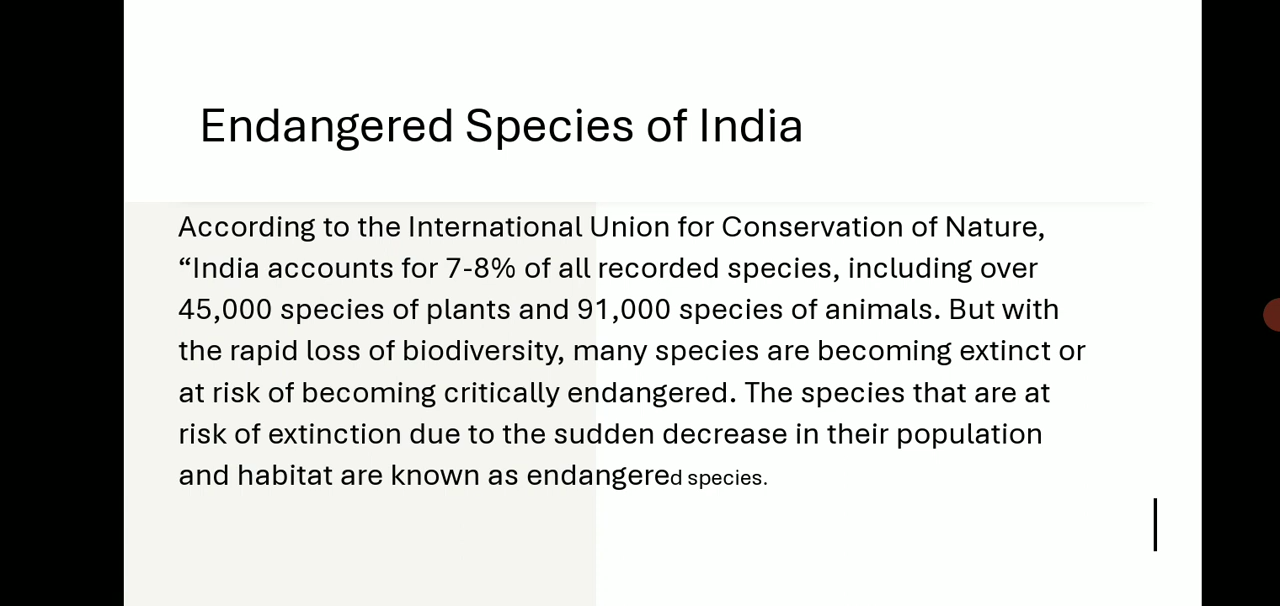 Endangered Species of India
According to the International Union for Conservation of Nature,
“India accounts for 7-8% of all recorded species, including over
45,000 species of plants and 91,000 species of animals. But with
the rapid loss of biodiversity, many species are becoming extinct or
at risk of becoming critically endangered. The species that are at
risk of extinction due to the sudden decrease in their population
and habitat are known as endangered species.